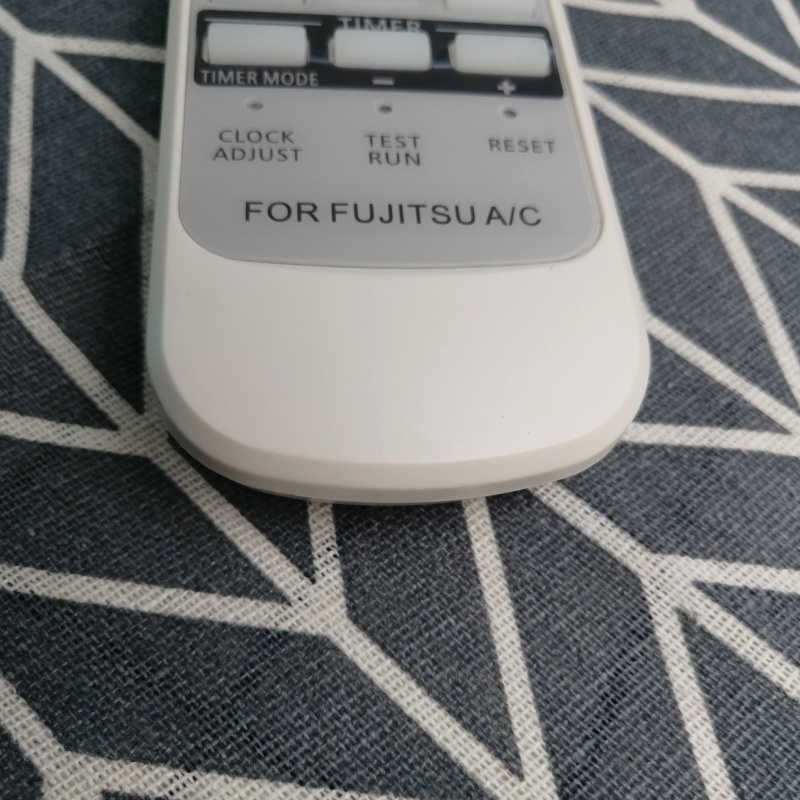 TIMER
TIMER MODE
-
+
CLOCK
ADJUST
TEST
RUN
RESET
FOR FUJITSU A/C